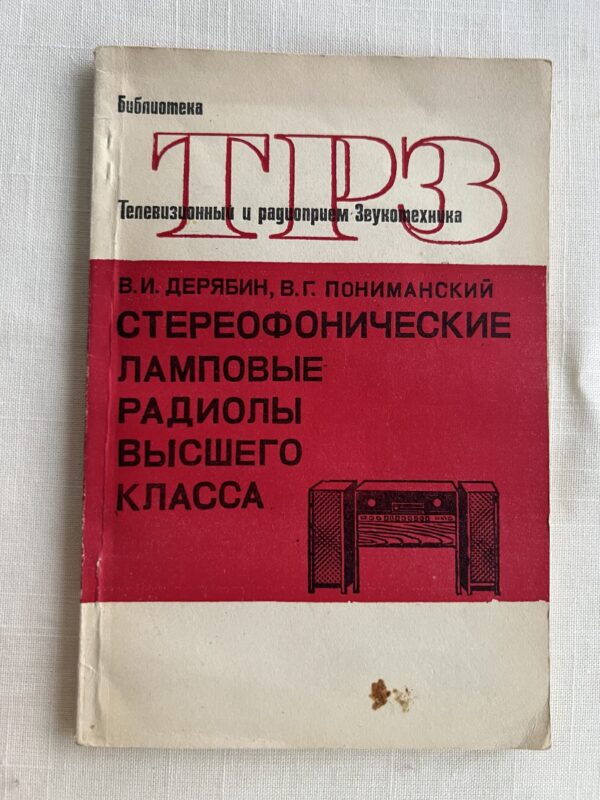 Библиотека
ТРЗ
Телевизионный и радиоприем·Звукотехника
В.И. ДЕРЯБИН, В.Г. ПОНИМАНСКИЙ
СТЕРЕОФОНИЧЕСКИЕ
ЛАМПОВЫЕ
РАДИОЛЫ
ВЫСШЕГО
КЛАССА